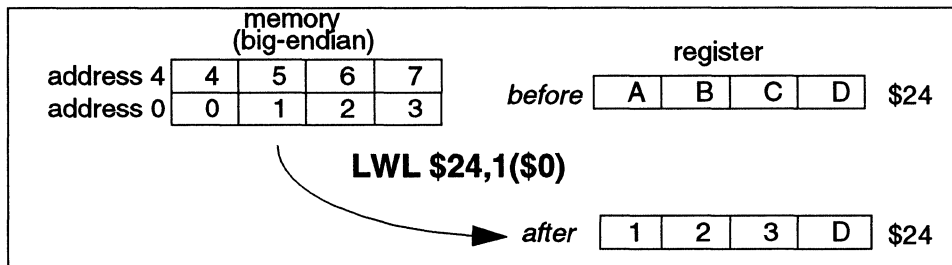 memory
(big-endian)
register
address 4 4 5 6 7
address 0 0 1 2 3
before A B C D $24
LWL $24,1($0)
after 1 2 3 D $24